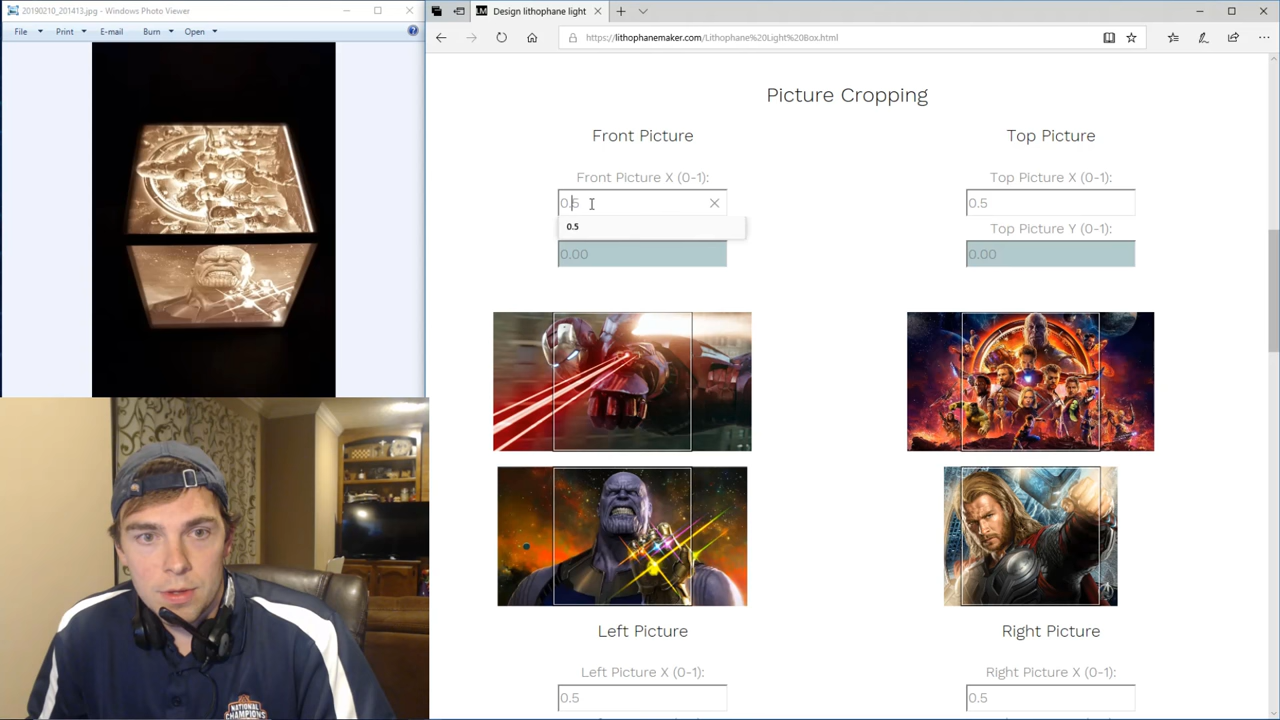 20190210_201413.jpg - Windows Photo Viewer
File Print E-mail Burn Open
Design lithophane light
https://lithophanemaker.com/Lithophane%20Light%20Box.html
Picture Cropping
Front Picture
Front Picture X (0-1):
0.5
0.5
0.00
Top Picture
Top Picture X (0-1):
0.5
Top Picture Y (0-1):
0.00
Left Picture
Left Picture X (0-1):
0.5
Right Picture
Right Picture X (0-1):
0.5
NATIONAL
CHAMPIONS